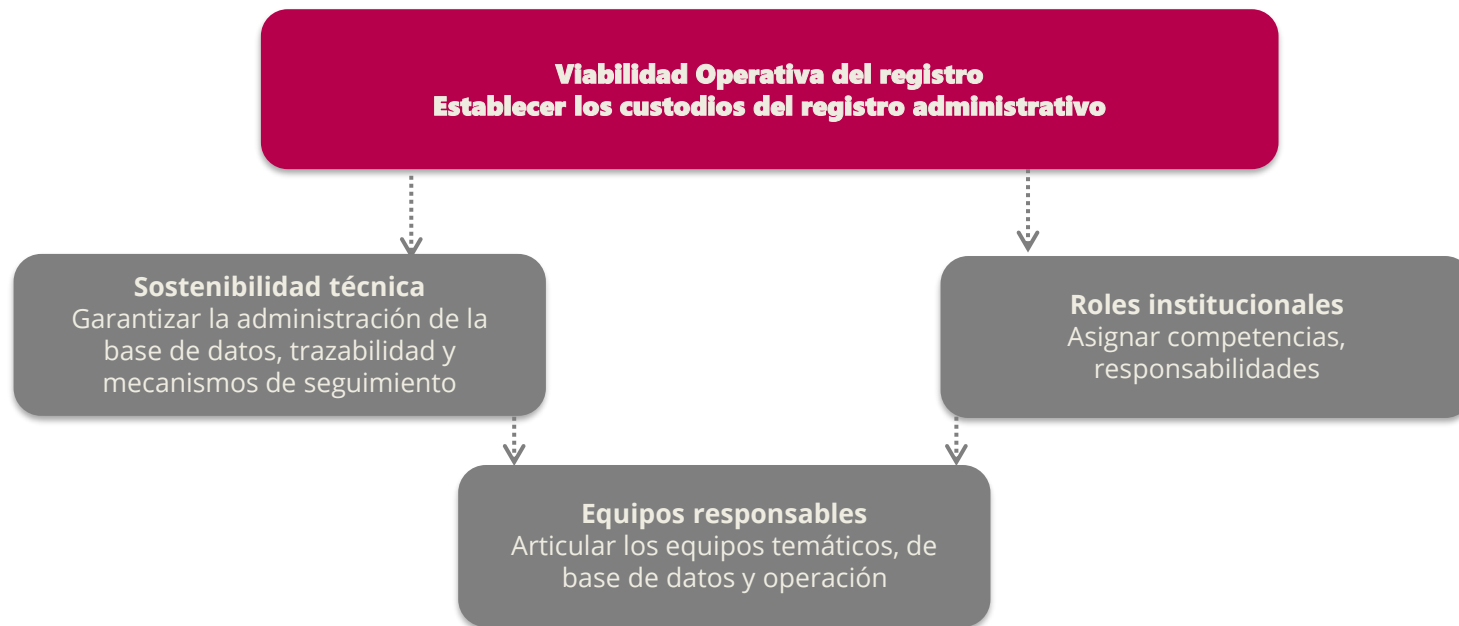 Viabilidad Operativa del registro
Establecer los custodios del registro administrativo
Sostenibilidad técnica
Garantizar la administración de la
base de datos, trazabilidad y
mecanismos de seguimiento
Roles institucionales
Asignar competencias,
responsabilidades
Equipos responsables
Articular los equipos temáticos, de
base de datos y operación